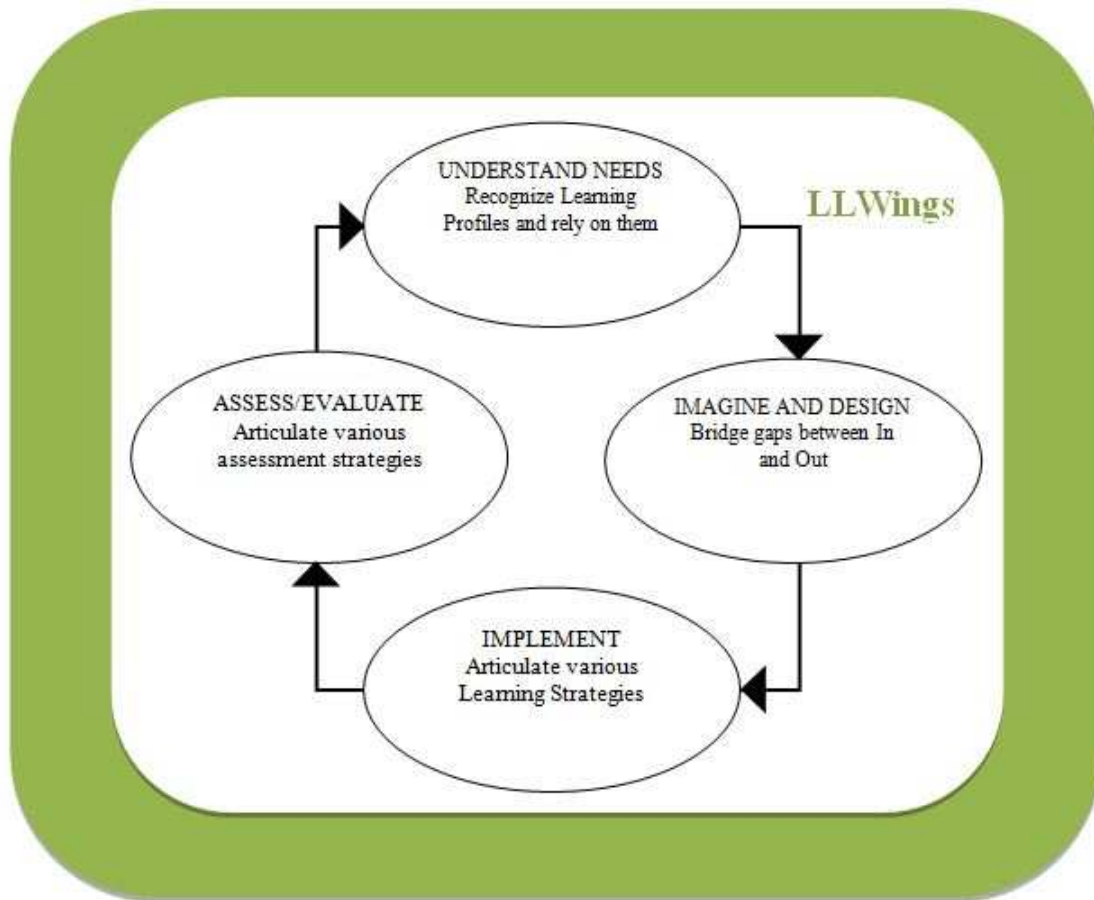 UNDERSTAND NEEDS
Recognize Learning
Profiles and rely on them
LLWings
ASSESS/EVALUATE
Articulate various
assessment strategies
IMAGINE AND DESIGN
Bridge gaps between In
and Out
IMPLEMENT
Articulate various
Learning Strategies